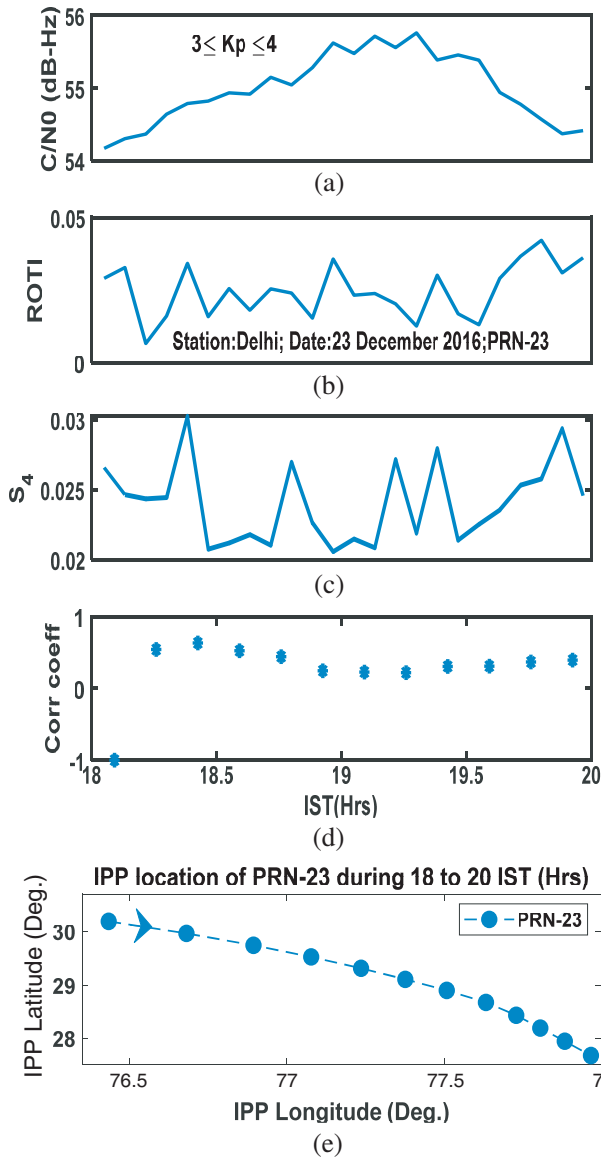 56
55
54
C/N0 (dB-Hz)
3≤ Kp ≤4
(a)
0.05
0
ROTI
Station:Delhi; Date:23 December 2016;PRN-23
(b)
0.03
0.025
0.02
S4
(c)
1
0
-1
Corr coeff
18 18.5 19 19.5 20
IST(Hrs)
(d)
IPP location of PRN-23 during 18 to 20 IST (Hrs)
PRN-23
30
29
28
IPP Latitude (Deg.)
76.5 77 77.5 7
IPP Longitude (Deg.)
(e)